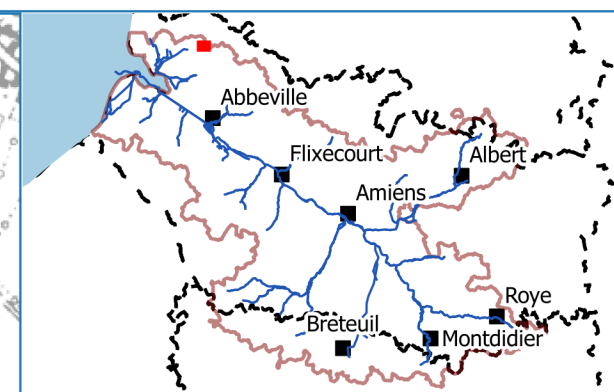 Abbeville
Flixecourt
Albert
Amiens
Roye
Breteuil
Montdidier